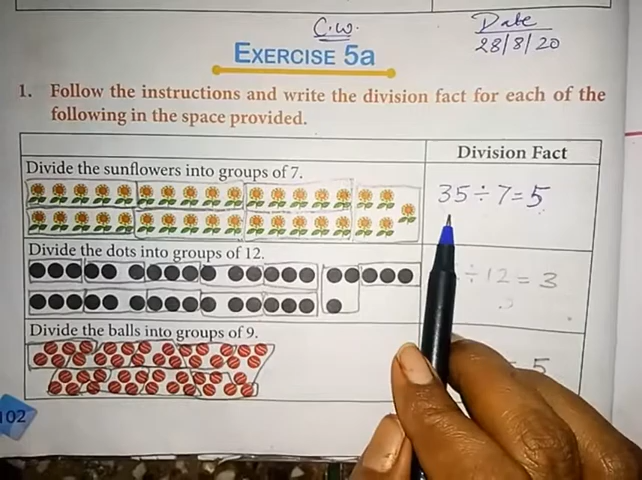 C.W.
Date
28/8/20
EXERCISE 5a
1. Follow the instructions and write the division fact for each of the
following in the space provided.
Division Fact
Divide the sunflowers into groups of 7.
35÷7=5
Divide the dots into groups of 12.
÷12=3
Divide the balls into groups of 9.
= 5
102